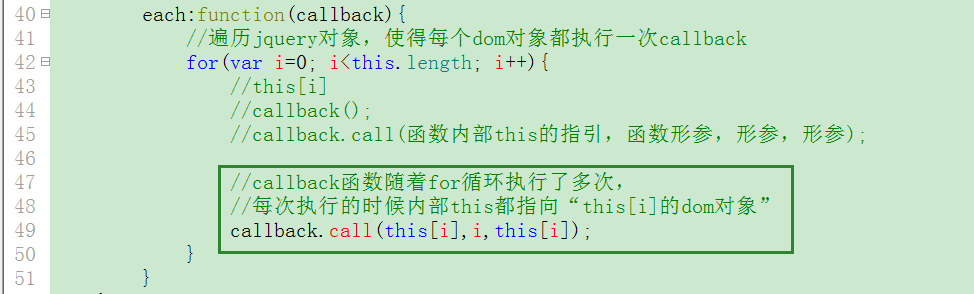 40 each:function(callback){
41 //遍历jquery对象，使得每个dom对象都执行一次callback
42 for(var i=0; i<this.length; i++){
43 //this[i]
44 //callback();
45 //callback.call(函数内部this的指引，函数形参，形参，形参);
46
47 //callback函数随着for循环执行了多次，
48 //每次执行的时候内部this都指向“this[i]的dom对象”
49 callback.call(this[i],i,this[i]);
50 }
51 }